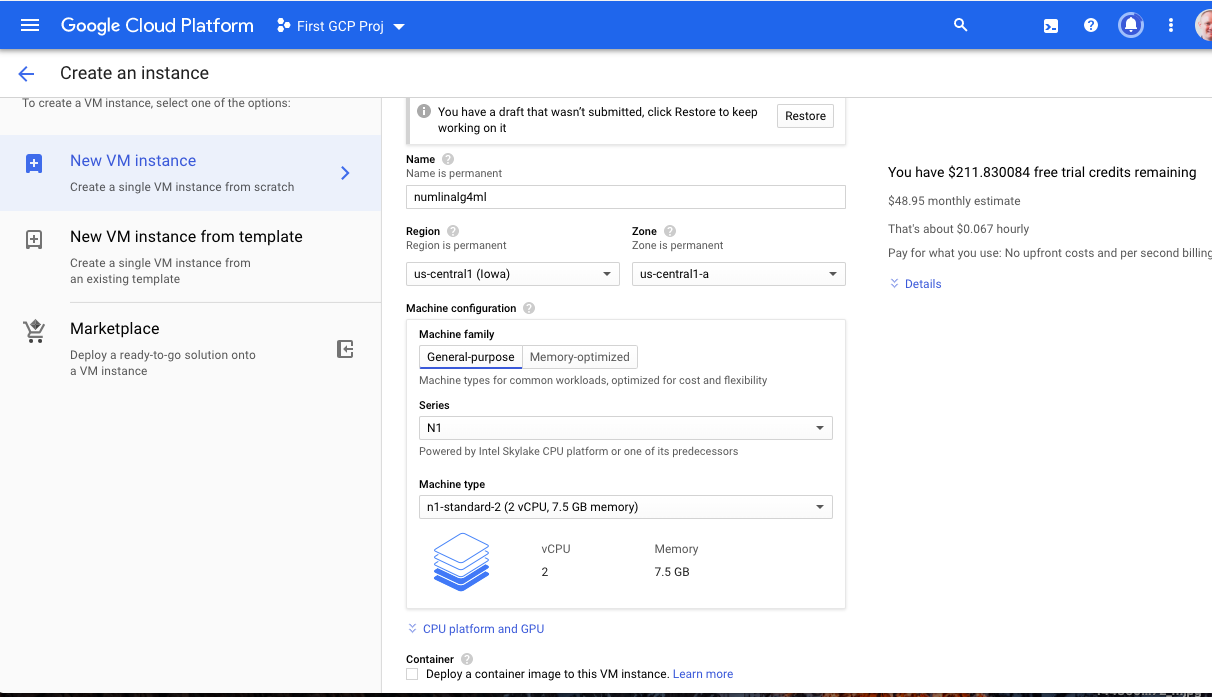 Google Cloud Platform
First GCP Proj
Create an instance
To create a VM instance, select one of the options:
New VM instance
Create a single VM instance from scratch
New VM instance from template
Create a single VM instance from
an existing template
Marketplace
Deploy a ready-to-go solution onto
a VM instance
You have a draft that wasn't submitted, click Restore to keep
working on it
Restore
Name
Name is permanent
numlinalg4ml
Region
Region is permanent
us-central1 (Iowa)
Zone
Zone is permanent
us-central1-a
Machine configuration
Machine family
General-purpose
Memory-optimized
Machine types for common workloads, optimized for cost and flexibility
Series
N1
Powered by Intel Skylake CPU platform or one of its predecessors
Machine type
n1-standard-2 (2 vCPU, 7.5 GB memory)
vCPU
Memory
2
7.5 GB
CPU platform and GPU
Container
Deploy a container image to this VM instance. Learn more
You have $211.830084 free trial credits remaining
$48.95 monthly estimate
That's about $0.067 hourly
Pay for what you use: No upfront costs and per second billing
Details